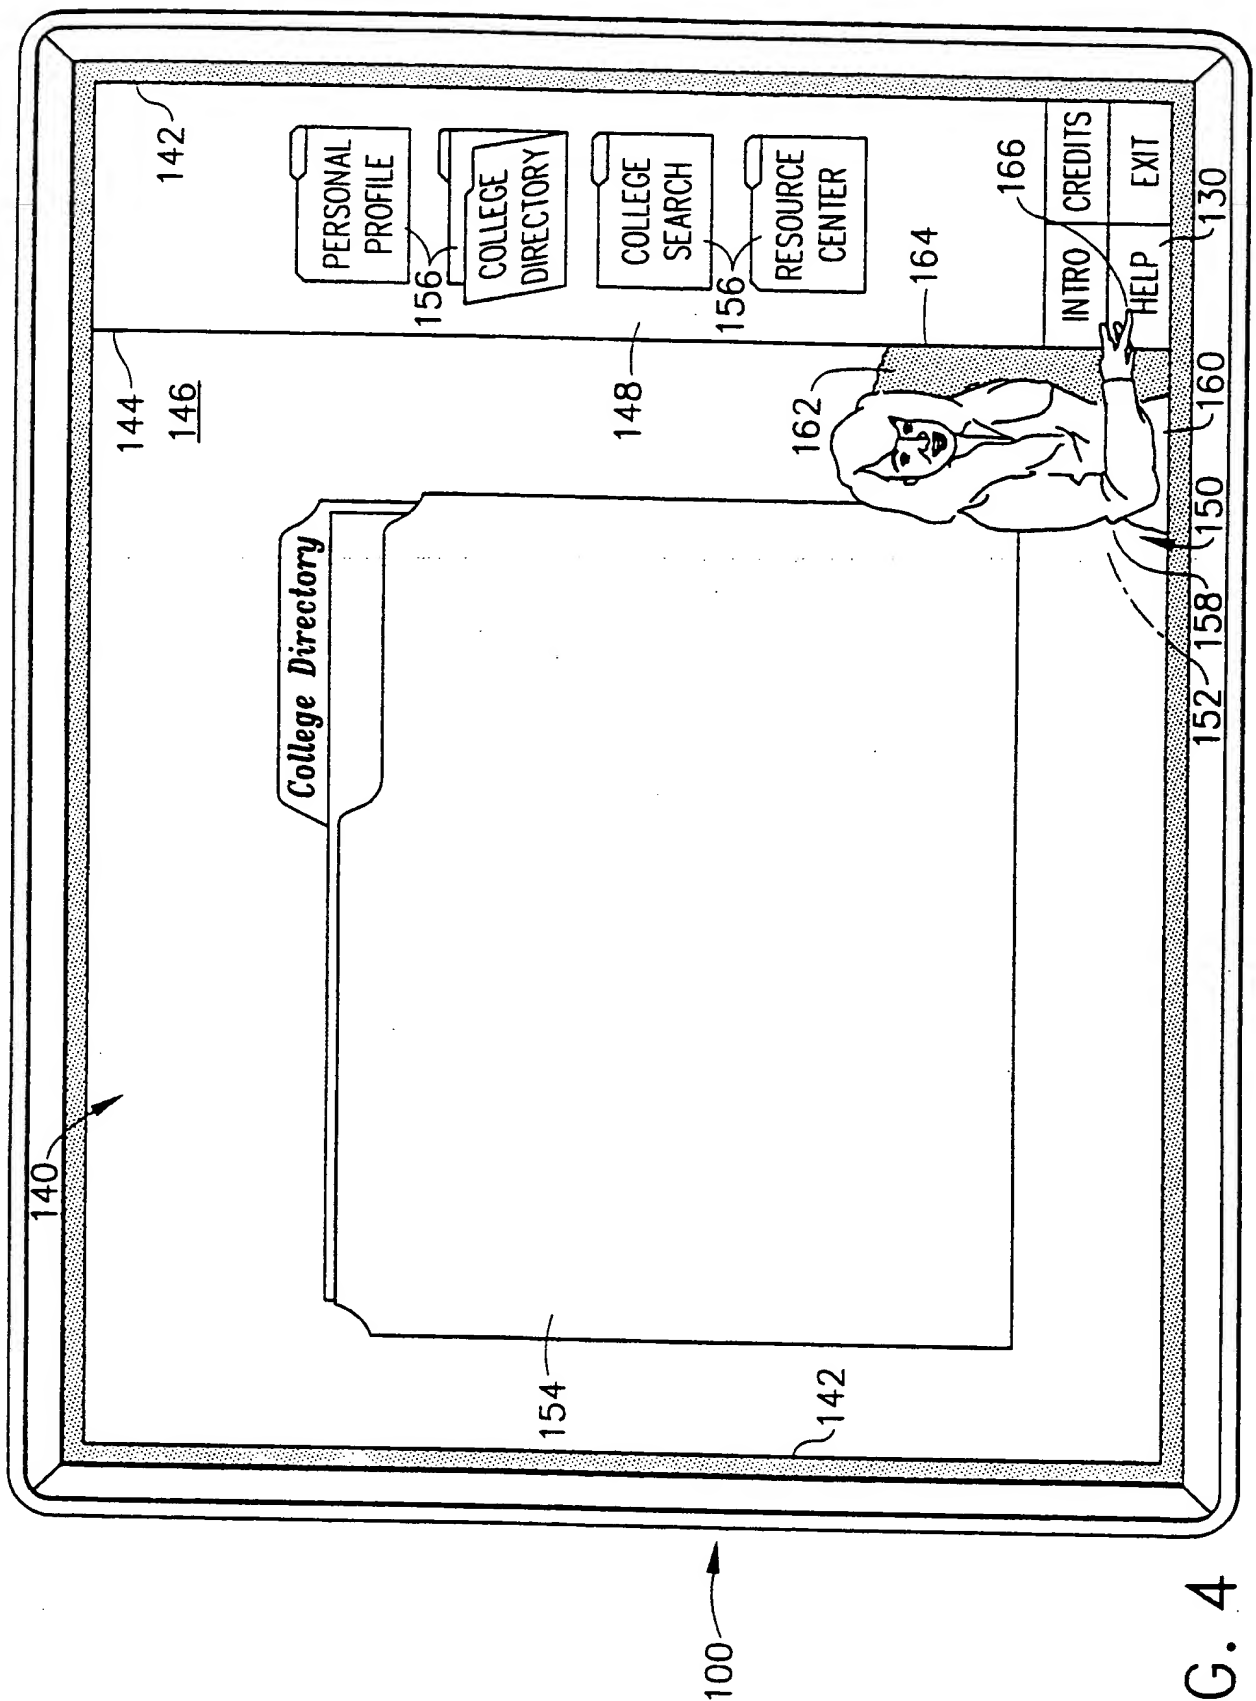 140
144
142
146
College Directory
PERSONAL
PROFILE
156
COLLEGE
DIRECTORY
154
148
COLLEGE
SEARCH
100
156
RESOURCE
CENTER
162
142
164
166
INTRO CREDITS
HELP EXIT
152 158 150 160 130
G. 4